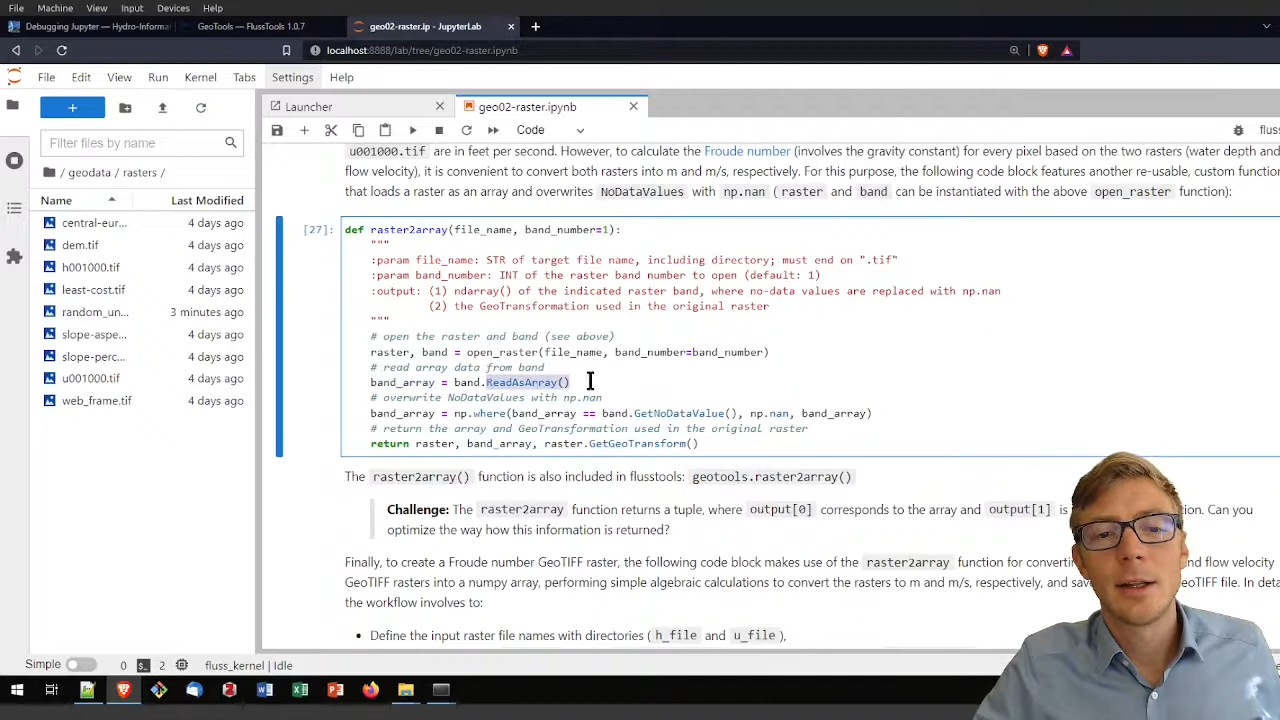 File Machine View Input Devices Help
Debugging Jupyter — Hydro-Informa
GeoTools — FlussTools 1.0.7
geo02-raster.ip - JupyterLab
localhost:8888/lab/tree/geo02-raster.ipynb
File Edit View Run Kernel Tabs Settings Help
Launcher
geo02-raster.ipynb
Code
fluss
Filter files by name
/ geodata / rasters /
Name Last Modified
central-eur... 4 days ago
dem.tif 4 days ago
h001000.tif 4 days ago
least-cost.tif 4 days ago
random_un... 3 minutes ago
slope-aspe... 4 days ago
slope-perc... 4 days ago
u001000.tif 4 days ago
web_frame.tif 4 days ago
u001000.tif are in feet per second. However, to calculate the Froude number (involves the gravity constant) for every pixel based on the two rasters (water depth and
flow velocity), it is convenient to convert both rasters into m and m/s, respectively. For this purpose, the following code block features another re-usable, custom function
that loads a raster as an array and overwrites NoDataValues with np.nan (raster and band can be instantiated with the above open_raster function):
[27]: def raster2array(file_name, band_number=1):
"""
:param file_name: STR of target file name, including directory; must end on ".tif"
:param band_number: INT of the raster band number to open (default: 1)
:output: (1) ndarray() of the indicated raster band, where no-data values are replaced with np.nan
(2) the GeoTransformation used in the original raster
"""
# open the raster and band (see above)
raster, band = open_raster(file_name, band_number=band_number)
# read array data from band
band_array = band.ReadAsArray()
# overwrite NoDataValues with np.nan
band_array = np.where(band_array == band.GetNoDataValue(), np.nan, band_array)
# return the array and GeoTransformation used in the original raster
return raster, band_array, raster.GetGeoTransform()
The raster2array() function is also included in flusstools: geotools.raster2array()
Challenge: The raster2array function returns a tuple, where output[0] corresponds to the array and output[1] is ion. Can you
optimize the way how this information is returned?
Finally, to create a Froude number GeoTIFF raster, the following code block makes use of the raster2array function for converti nd flow velocity
GeoTIFF rasters into a numpy array, performing simple algebraic calculations to convert the rasters to m and m/s, respectively, and sav eoTIFF file. In deta
the workflow involves to:
• Define the input raster file names with directories (h_file and u_file),
Simple 0 2 fluss_kernel | Idle